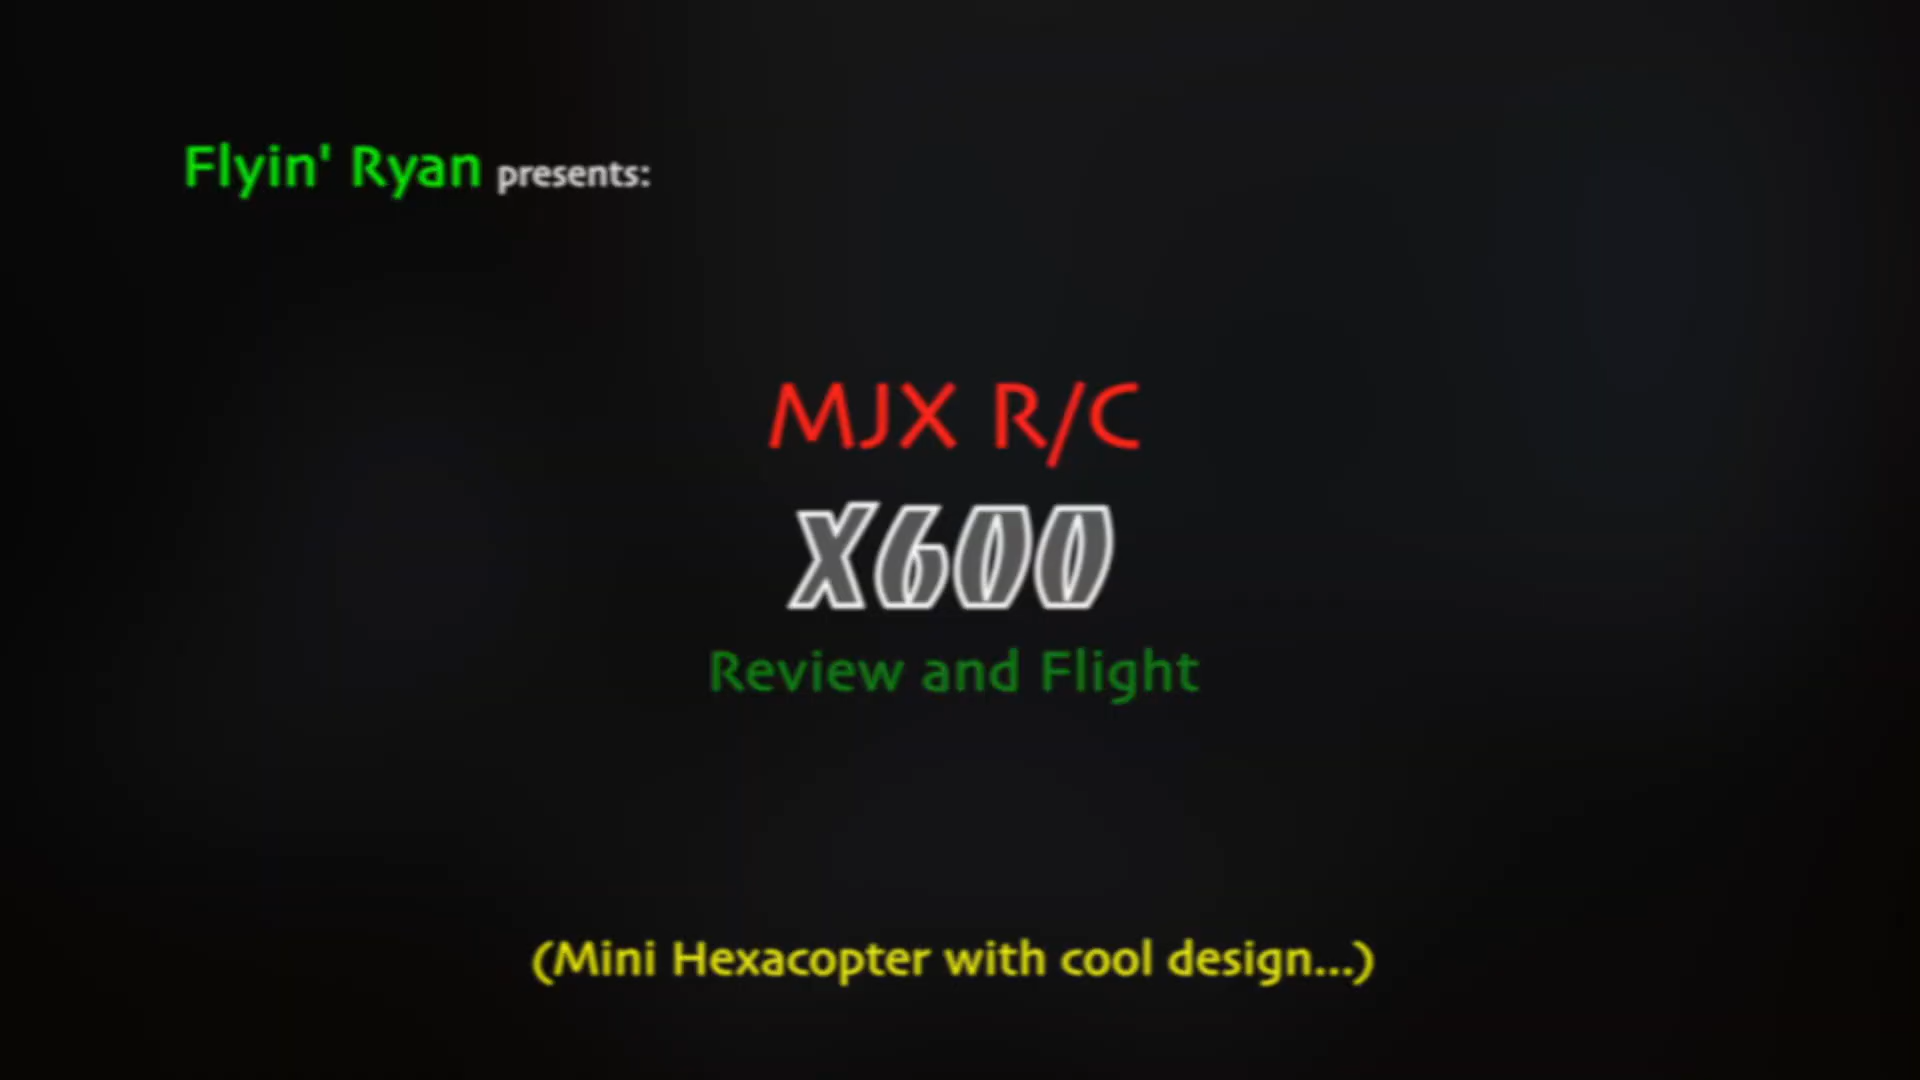 Flyin' Ryan presents:
MJX R/C
X600
Review and Flight
(Mini Hexacopter with cool design...)